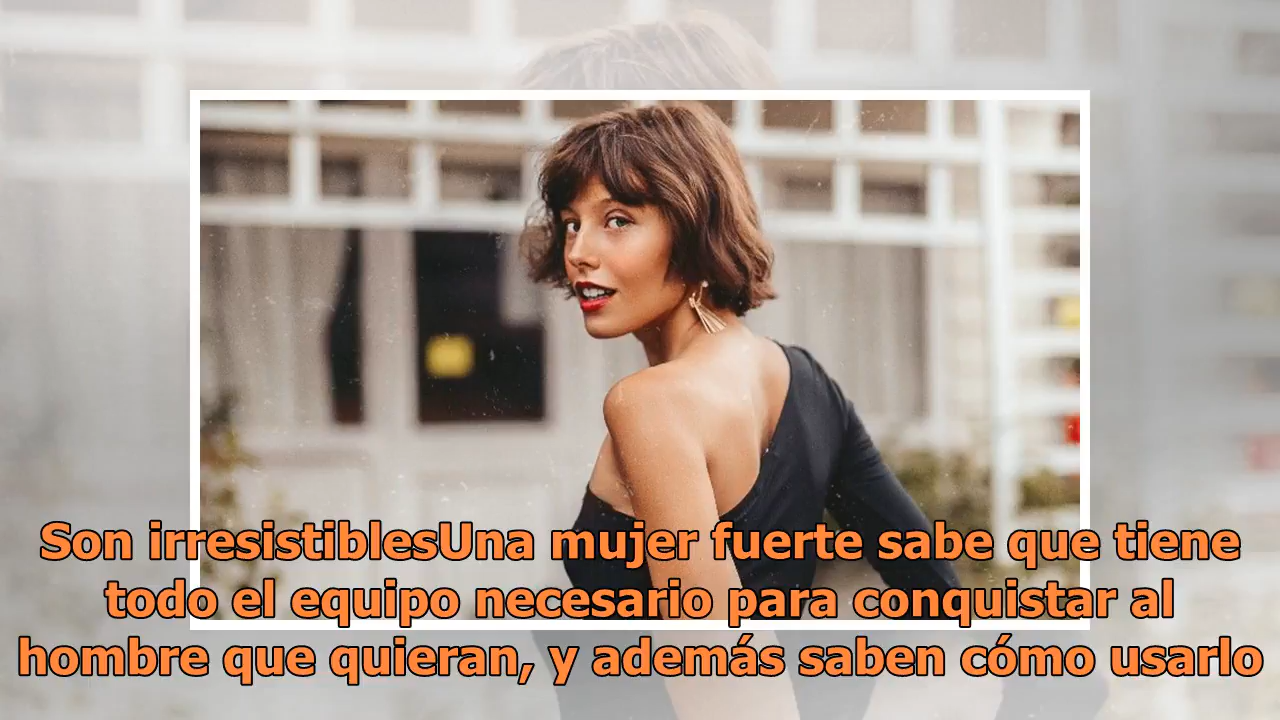 Son irresistiblesUna mujer fuerte sabe que tiene
todo el equipo necesario para conquistar al
hombre que quieran, y además saben cómo usarlo